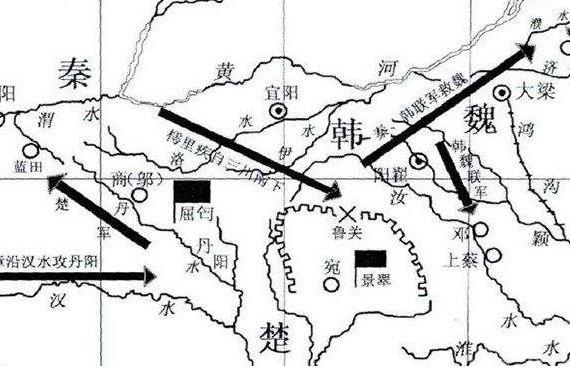 秦
黄
河
濮
水
济
阳
渭
水
宜阳
水
洛
伊
樗里疾自三川南下
韩
秦韩联军救魏
魏
大梁
鸿
沟
蓝田
商(邬)
屈匄
楚
军
丹
水
丹
阳
阳翟
汝
韩
魏
联
军
鲁关
景翠
宛
邓
上蔡
颍
水
章沿汉水攻丹阳
汉
水
楚
淮
水